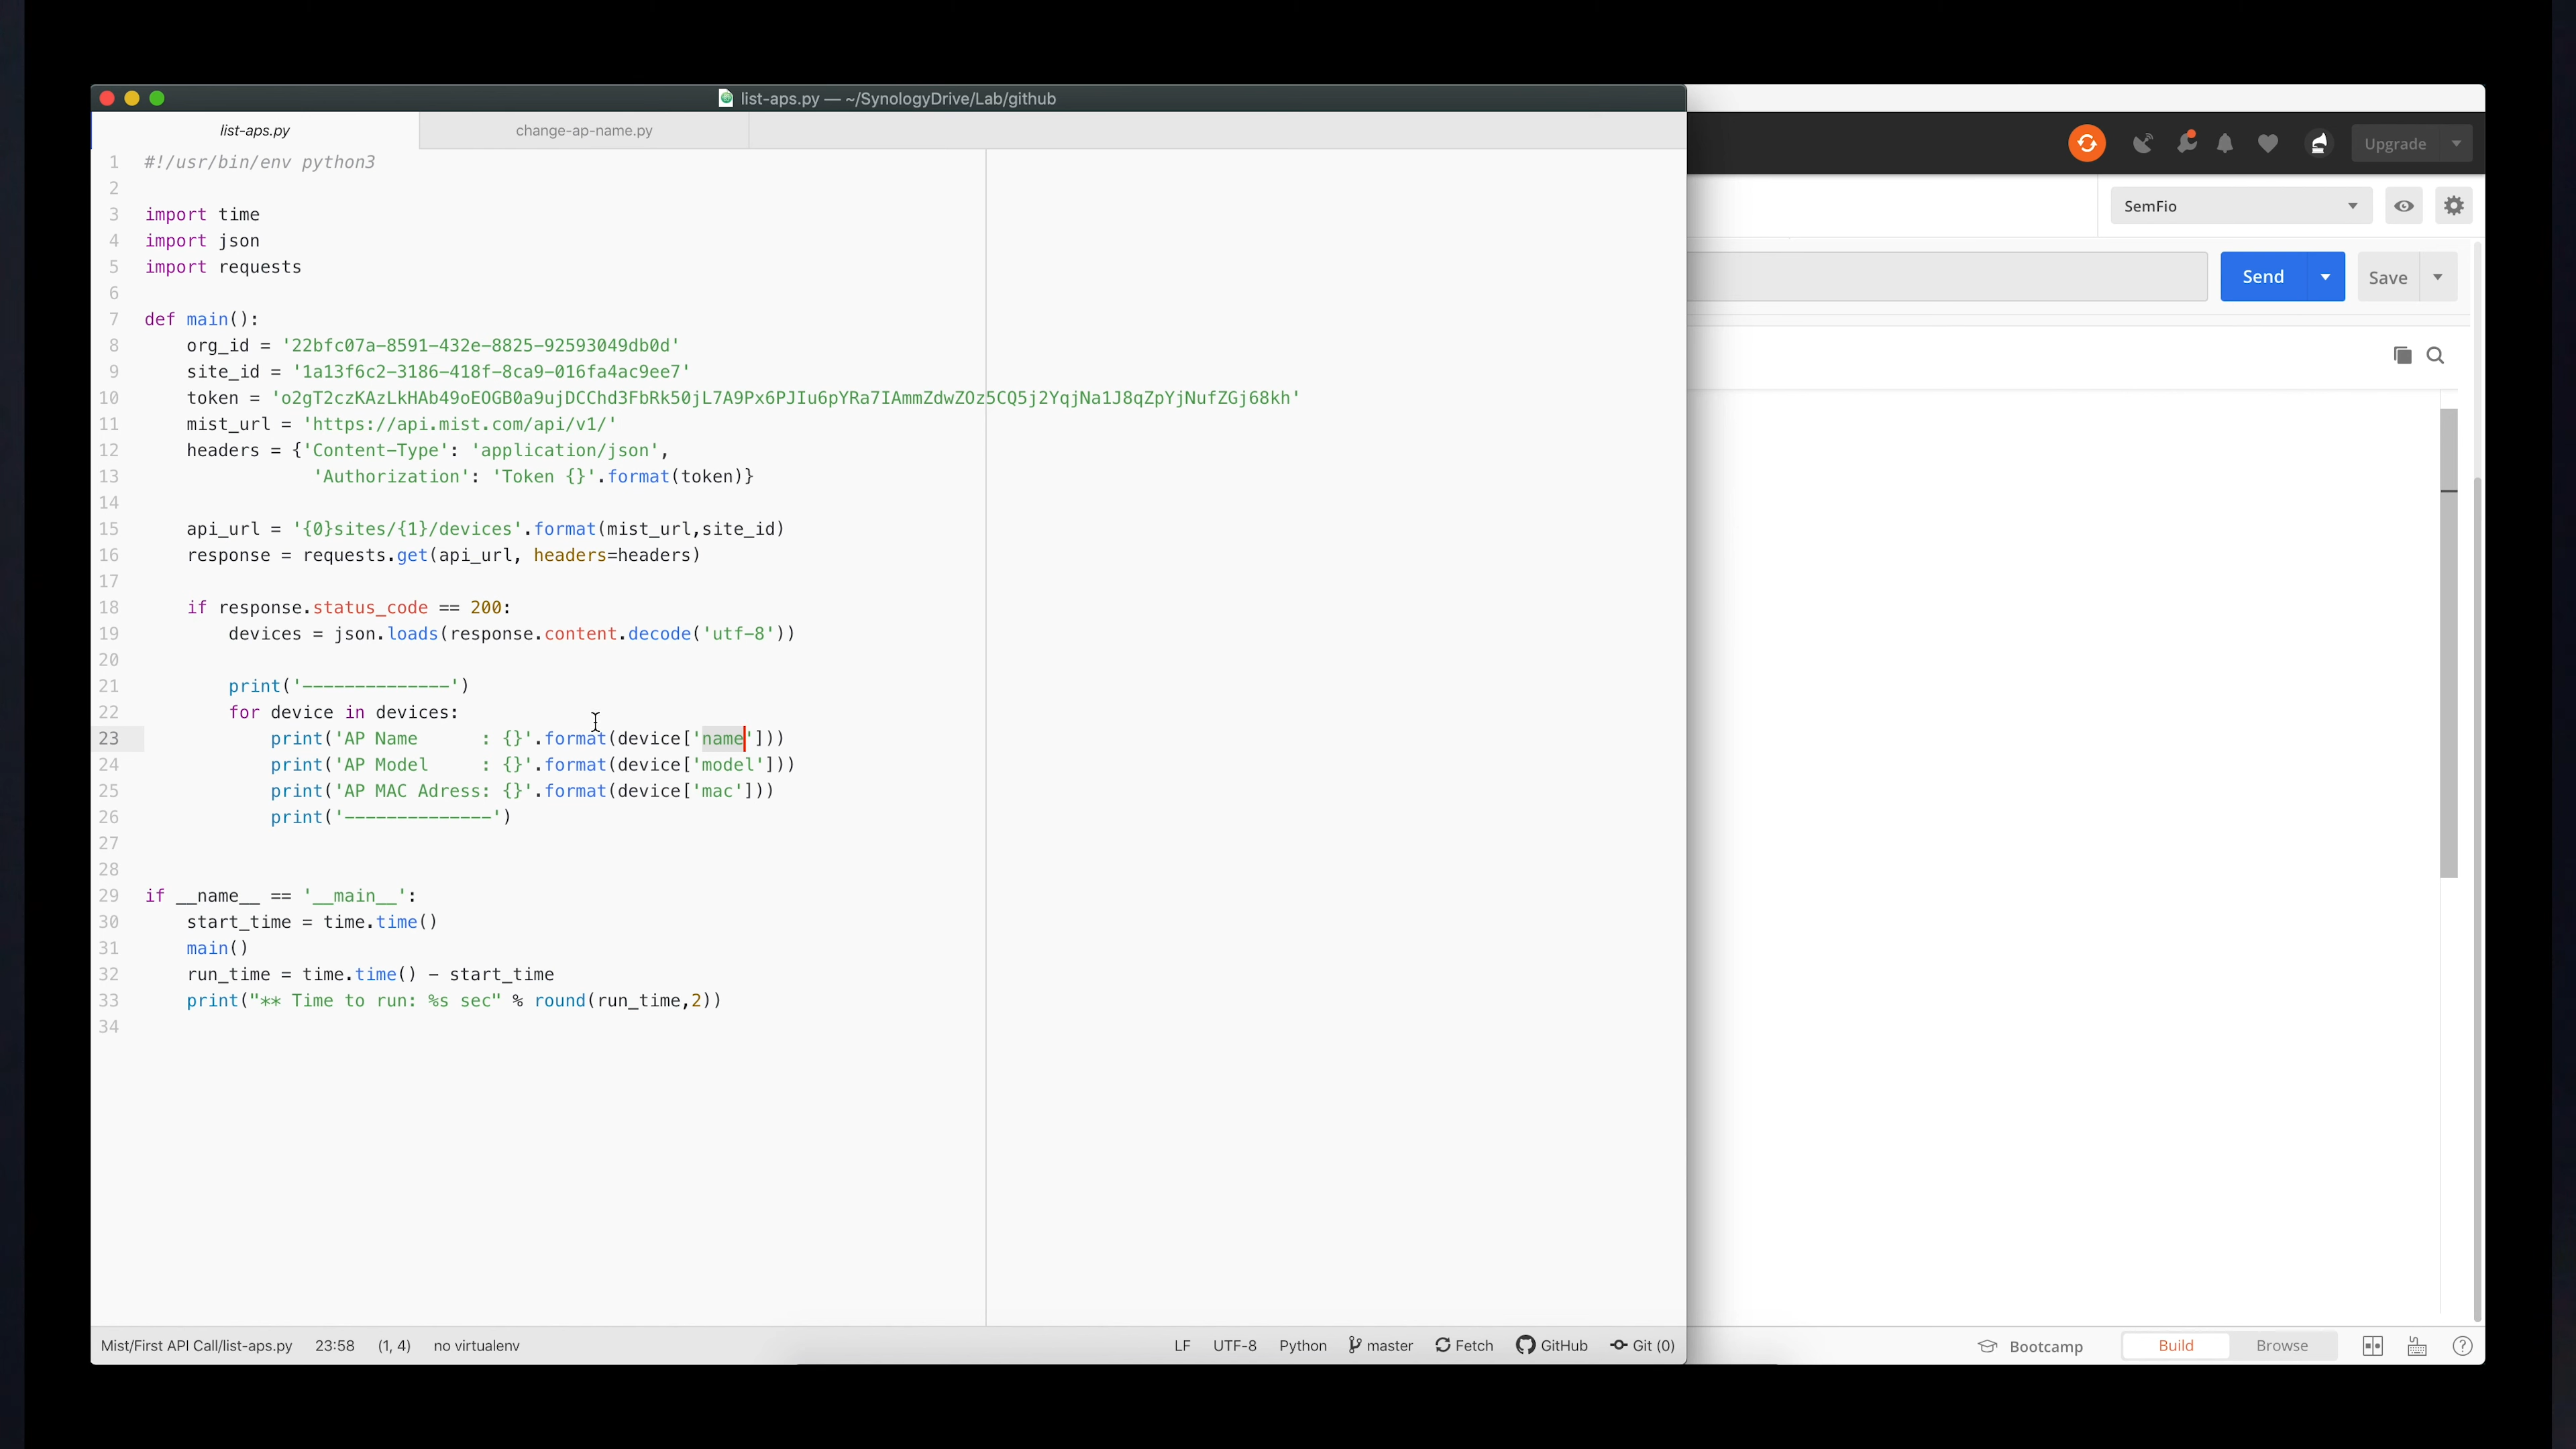 list-aps.py — ~/SynologyDrive/Lab/github
list-aps.py
change-ap-name.py
1 #!/usr/bin/env python3
2
3 import time
4 import json
5 import requests
6
7 def main():
8 org_id = '22bfc07a-8591-432e-8825-92593049db0d'
9 site_id = '1a13f6c2-3186-418f-8ca9-016fa4ac9ee7'
10 token = 'o2gT2czKAzLkHAb49oEOGB0a9ujDCChd3FbRk50jL7A9Px6PJIu6pYRa7IAmmZdwZOz5CQ5j2YqjNa1J8qZpYjNufZGj68kh'
11 mist_url = 'https://api.mist.com/api/v1/'
12 headers = {'Content-Type': 'application/json',
13 'Authorization': 'Token {}'.format(token)}
14
15 api_url = '{0}sites/{1}/devices'.format(mist_url,site_id)
16 response = requests.get(api_url, headers=headers)
17
18 if response.status_code == 200:
19 devices = json.loads(response.content.decode('utf-8'))
20
21 print('--------------')
22 for device in devices:
23 print('AP Name      : {}'.format(device['name']))
24 print('AP Model     : {}'.format(device['model']))
25 print('AP MAC Adress: {}'.format(device['mac']))
26 print('--------------')
27
28
29 if __name__ == '__main__':
30 start_time = time.time()
31 main()
32 run_time = time.time() - start_time
33 print("** Time to run: %s sec" % round(run_time,2))
34
Mist/First API Call/list-aps.py 23:58 (1, 4) no virtualenv LF UTF-8 Python master Fetch GitHub Git (0)
Upgrade
SemFio
Send Save
Bootcamp Build Browse